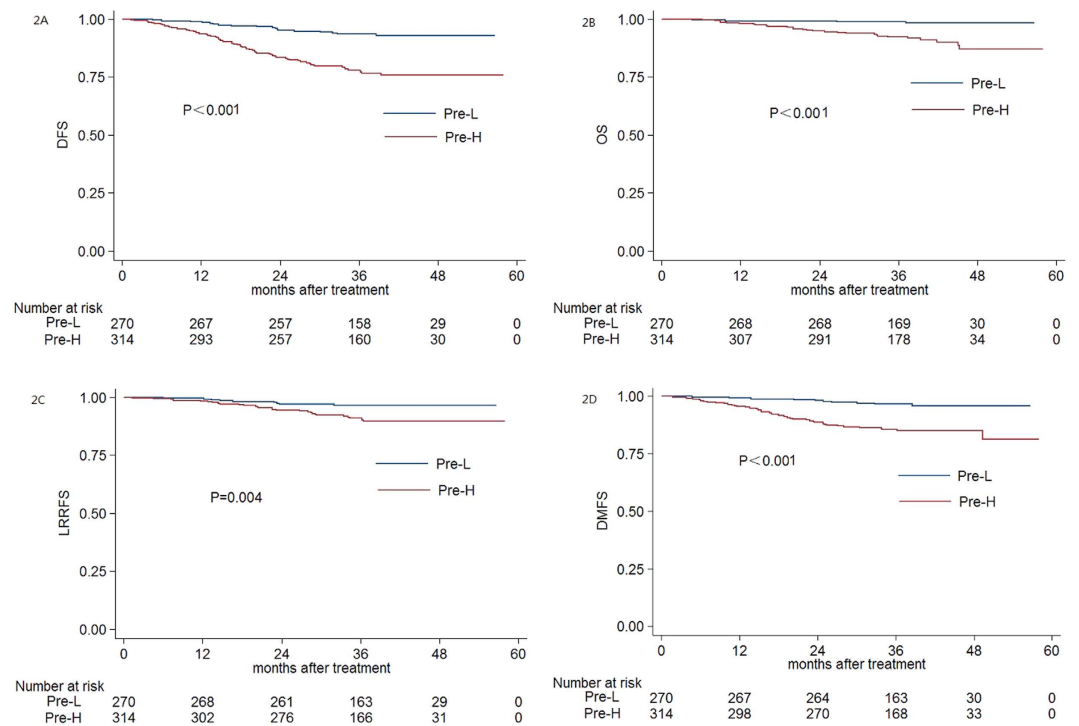 2A
1.00
0.75
0.50
0.25
0.00
DFS
P<0.001
Pre-L
Pre-H
0 12 24 36 48 60
months after treatment
Number at risk
Pre-L 270 267 257 158 29 0
Pre-H 314 293 257 160 30 0
2B
1.00
0.75
0.50
0.25
0.00
OS
P<0.001
Pre-L
Pre-H
0 12 24 36 48 60
months after treatment
Number at risk
Pre-L 270 268 268 169 30 0
Pre-H 314 307 291 178 34 0
2C
1.00
0.75
0.50
0.25
0.00
LRRFS
P=0.004
Pre-L
Pre-H
0 12 24 36 48 60
months after treatment
Number at risk
Pre-L 270 268 261 163 29 0
Pre-H 314 302 276 166 31 0
2D
1.00
0.75
0.50
0.25
0.00
DMFS
P<0.001
Pre-L
Pre-H
0 12 24 36 48 60
months after treatment
Number at risk
Pre-L 270 267 264 163 30 0
Pre-H 314 298 270 168 33 0